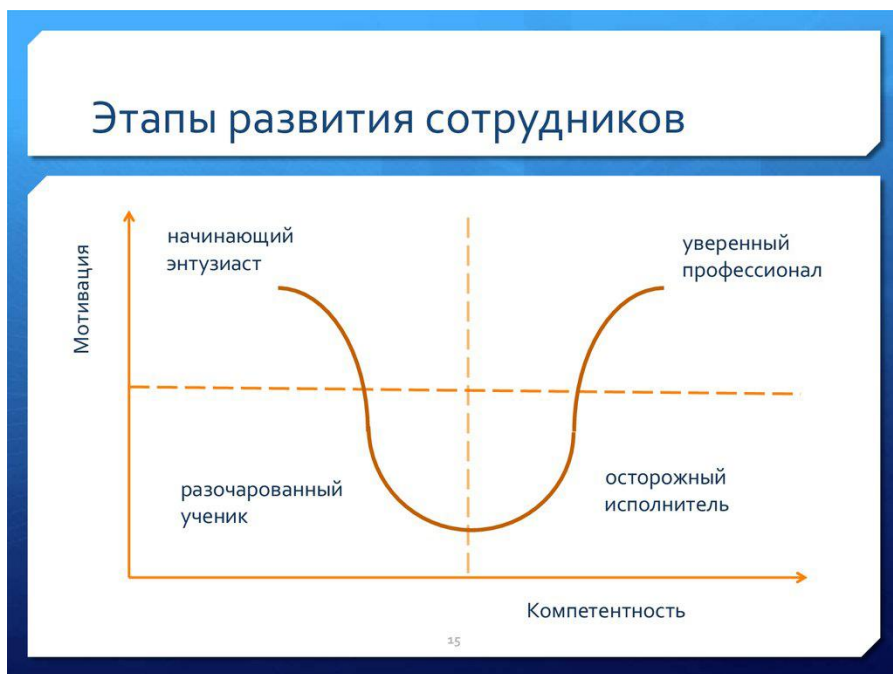 Этапы развития сотрудников
Мотивация
начинающий
энтузиаст
уверенный
профессионал
разочарованный
ученик
осторожный
исполнитель
Компетентность
15